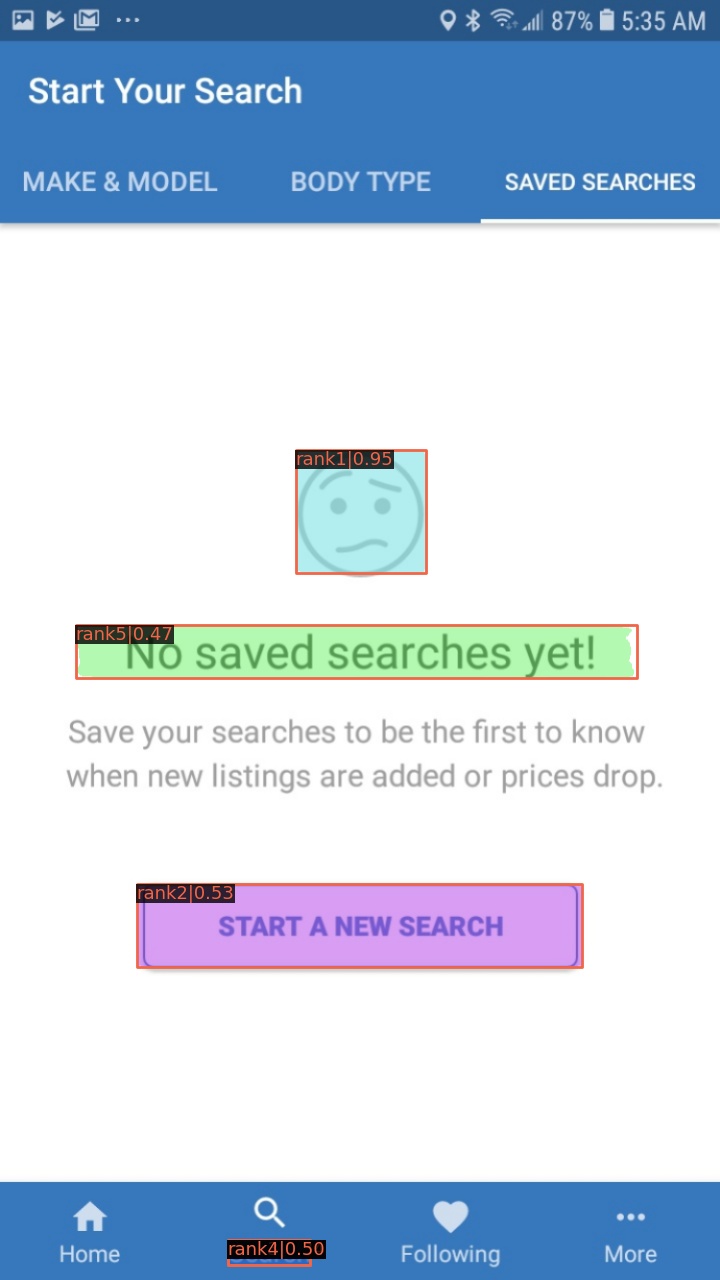 87% 5:35 AM
Start Your Search
MAKE & MODEL BODY TYPE SAVED SEARCHES
rank1|0.95
rank5|0.47
No saved searches yet!
Save your searches to be the first to know
when new listings are added or prices drop.
rank2|0.53
START A NEW SEARCH
rank4|0.50
Home Following More